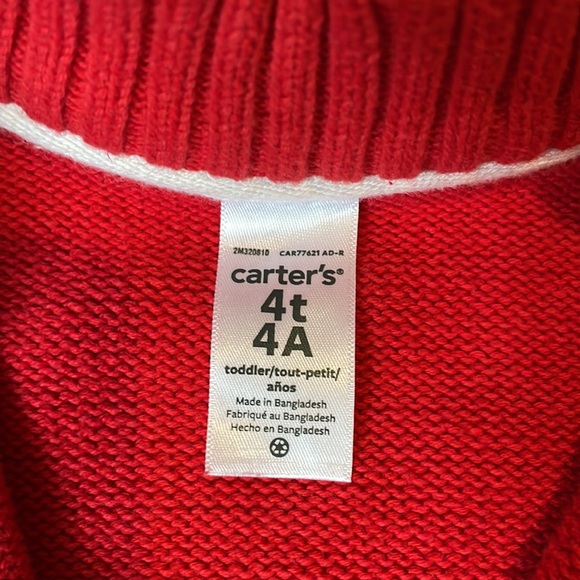 2M320810 CAR77621 AD-R
carter's®
4t
4A
toddler/tout-petit/
años
Made in Bangladesh
Fabriqué au Bangladesh
Hecho en Bangladesh